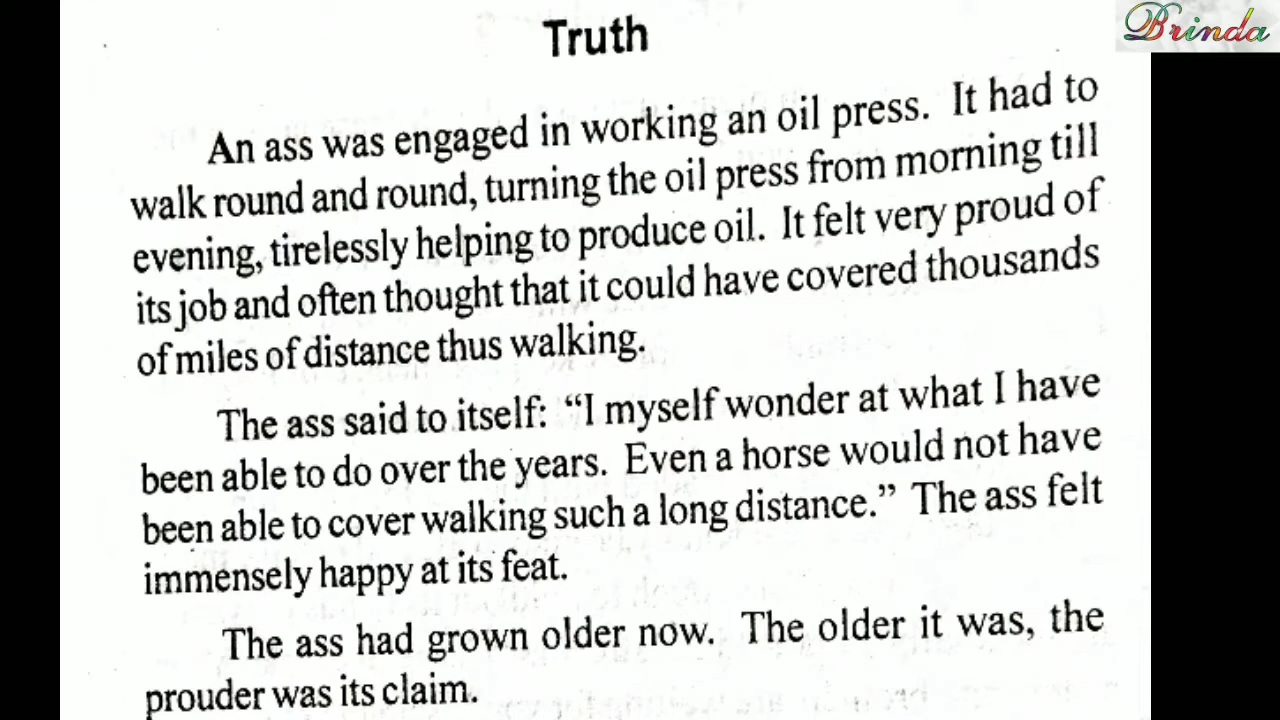 Brinda
Truth
An ass was engaged in working an oil press. It had to
walk round and round, turning the oil press from morning till
evening, tirelessly helping to produce oil. It felt very proud of
its job and often thought that it could have covered thousands
of miles of distance thus walking.
The ass said to itself: “I myself wonder at what I have
been able to do over the years. Even a horse would not have
been able to cover walking such a long distance.” The ass felt
immensely happy at its feat.
The ass had grown older now. The older it was, the
prouder was its claim.